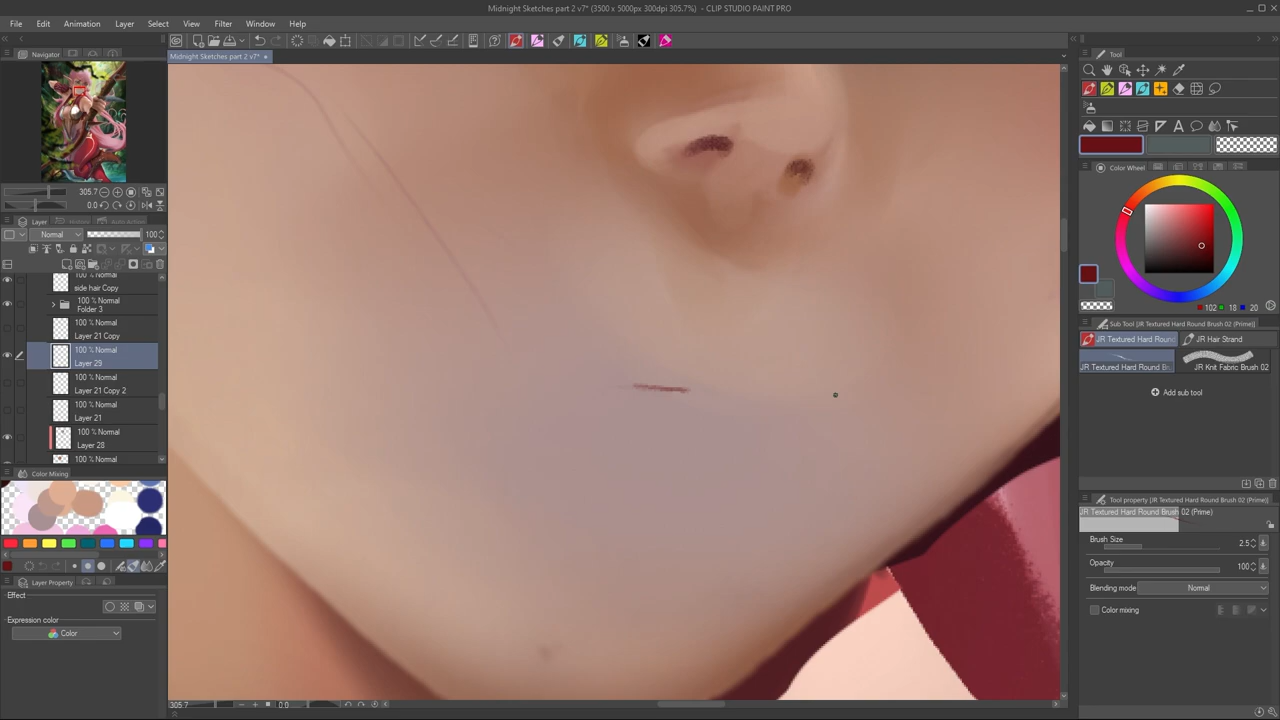 Midnight Sketches part 2 v7* (3500 x 5000px 300dpi 305.7%) - CLIP STUDIO PAINT PRO
File Edit Animation Layer Select View Filter Window Help
Midnight Sketches part 2 v7*
Navigator
305.7
0.0
Layer
Normal 100
100 % Normal
side hair Copy
100 % Normal
Folder 3
100 % Normal
Layer 21 Copy
100 % Normal
Layer 29
100 % Normal
Layer 21 Copy 2
100 % Normal
Layer 21
100 % Normal
Layer 28
100 % Normal
Color Mixing
Layer Property
Effect
Expression color
Color
305.7 0.0
Tool
Color Wheel
102 18 20
Sub Tool [JR Textured Hard Round Brush 02 (Prime)]
JR Textured Hard Round
JR Hair Strand
JR Textured Hard Round Br
JR Knit Fabric Brush 02
Add sub tool
Tool property [JR Textured Hard Round Brush 02 (Prime)]
JR Textured Hard Round Brush 02 (Prime)
Brush Size 2.5
Opacity 100
Blending mode Normal
Color mixing